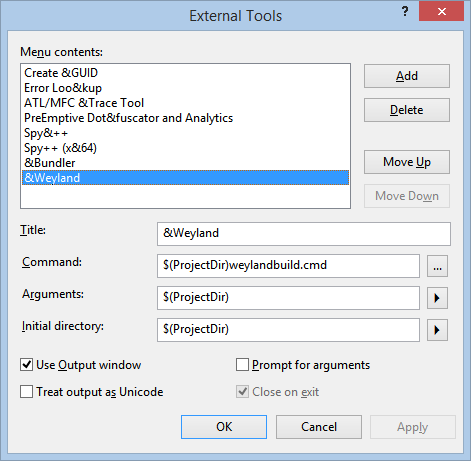 External Tools
?
Menu contents:
Create &GUID
Error Loo&kup
ATL/MFC &Trace Tool
PreEmptive Dot&fuscator and Analytics
Spy&++
Spy++ (x&64)
&Bundler
&Weyland
Add
Delete
Move Up
Move Down
Title:
&Weyland
Command:
$(ProjectDir)weylandbuild.cmd
...
Arguments:
$(ProjectDir)
Initial directory:
$(ProjectDir)
Use Output window
Prompt for arguments
Treat output as Unicode
Close on exit
OK
Cancel
Apply